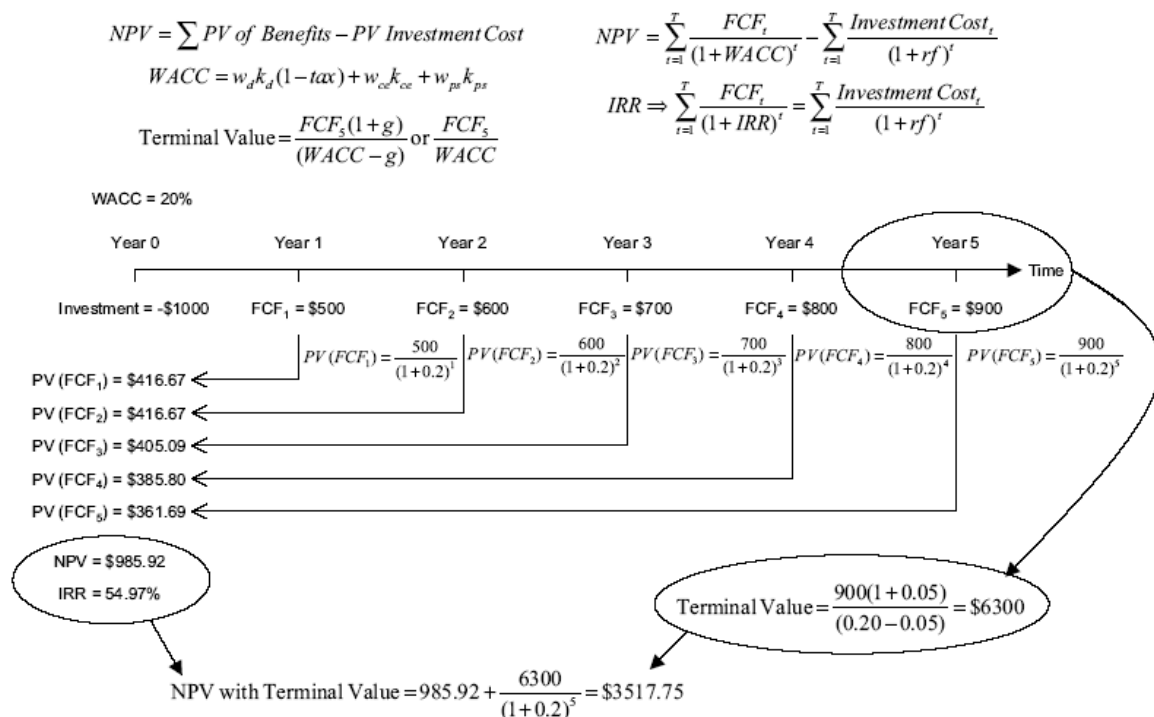 NPV = ∑ PV of Benefits – PV Investment Cost
WACC = w_d k_d (1 – tax) + w_ce k_ce + w_ps k_ps
Terminal Value = FCF_5 (1 + g) / (WACC – g) or FCF_5 / WACC
NPV = ∑_{t=1}^{T} FCF_t / (1 + WACC)^t – ∑_{t=1}^{T} Investment Cost_t / (1 + rf)^t
IRR ⇒ ∑_{t=1}^{T} FCF_t / (1 + IRR)^t = ∑_{t=1}^{T} Investment Cost_t / (1 + rf)^t
WACC = 20%
Year 0 Year 1 Year 2 Year 3 Year 4 Year 5
Time
Investment = -$1000 FCF_1 = $500 FCF_2 = $600 FCF_3 = $700 FCF_4 = $800 FCF_5 = $900
PV(FCF_1) = 500 / (1 + 0.2)^1 PV(FCF_2) = 600 / (1 + 0.2)^2 PV(FCF_3) = 700 / (1 + 0.2)^3 PV(FCF_4) = 800 / (1 + 0.2)^4 PV(FCF_5) = 900 / (1 + 0.2)^5
PV (FCF_1) = $416.67
PV (FCF_2) = $416.67
PV (FCF_3) = $405.09
PV (FCF_4) = $385.80
PV (FCF_5) = $361.69
NPV = $985.92
IRR = 54.97%
Terminal Value = 900(1 + 0.05) / (0.20 – 0.05) = $6300
NPV with Terminal Value = 985.92 + 6300 / (1 + 0.2)^5 = $3517.75